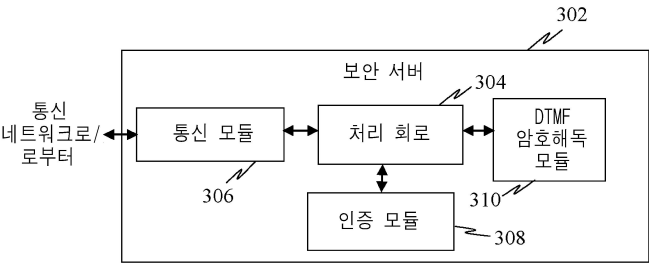 302
보안 서버
304
통신
네트워크로/
로부터
통신 모듈
처리 회로
DTMF
암호해독
모듈
306
310
인증 모듈
308